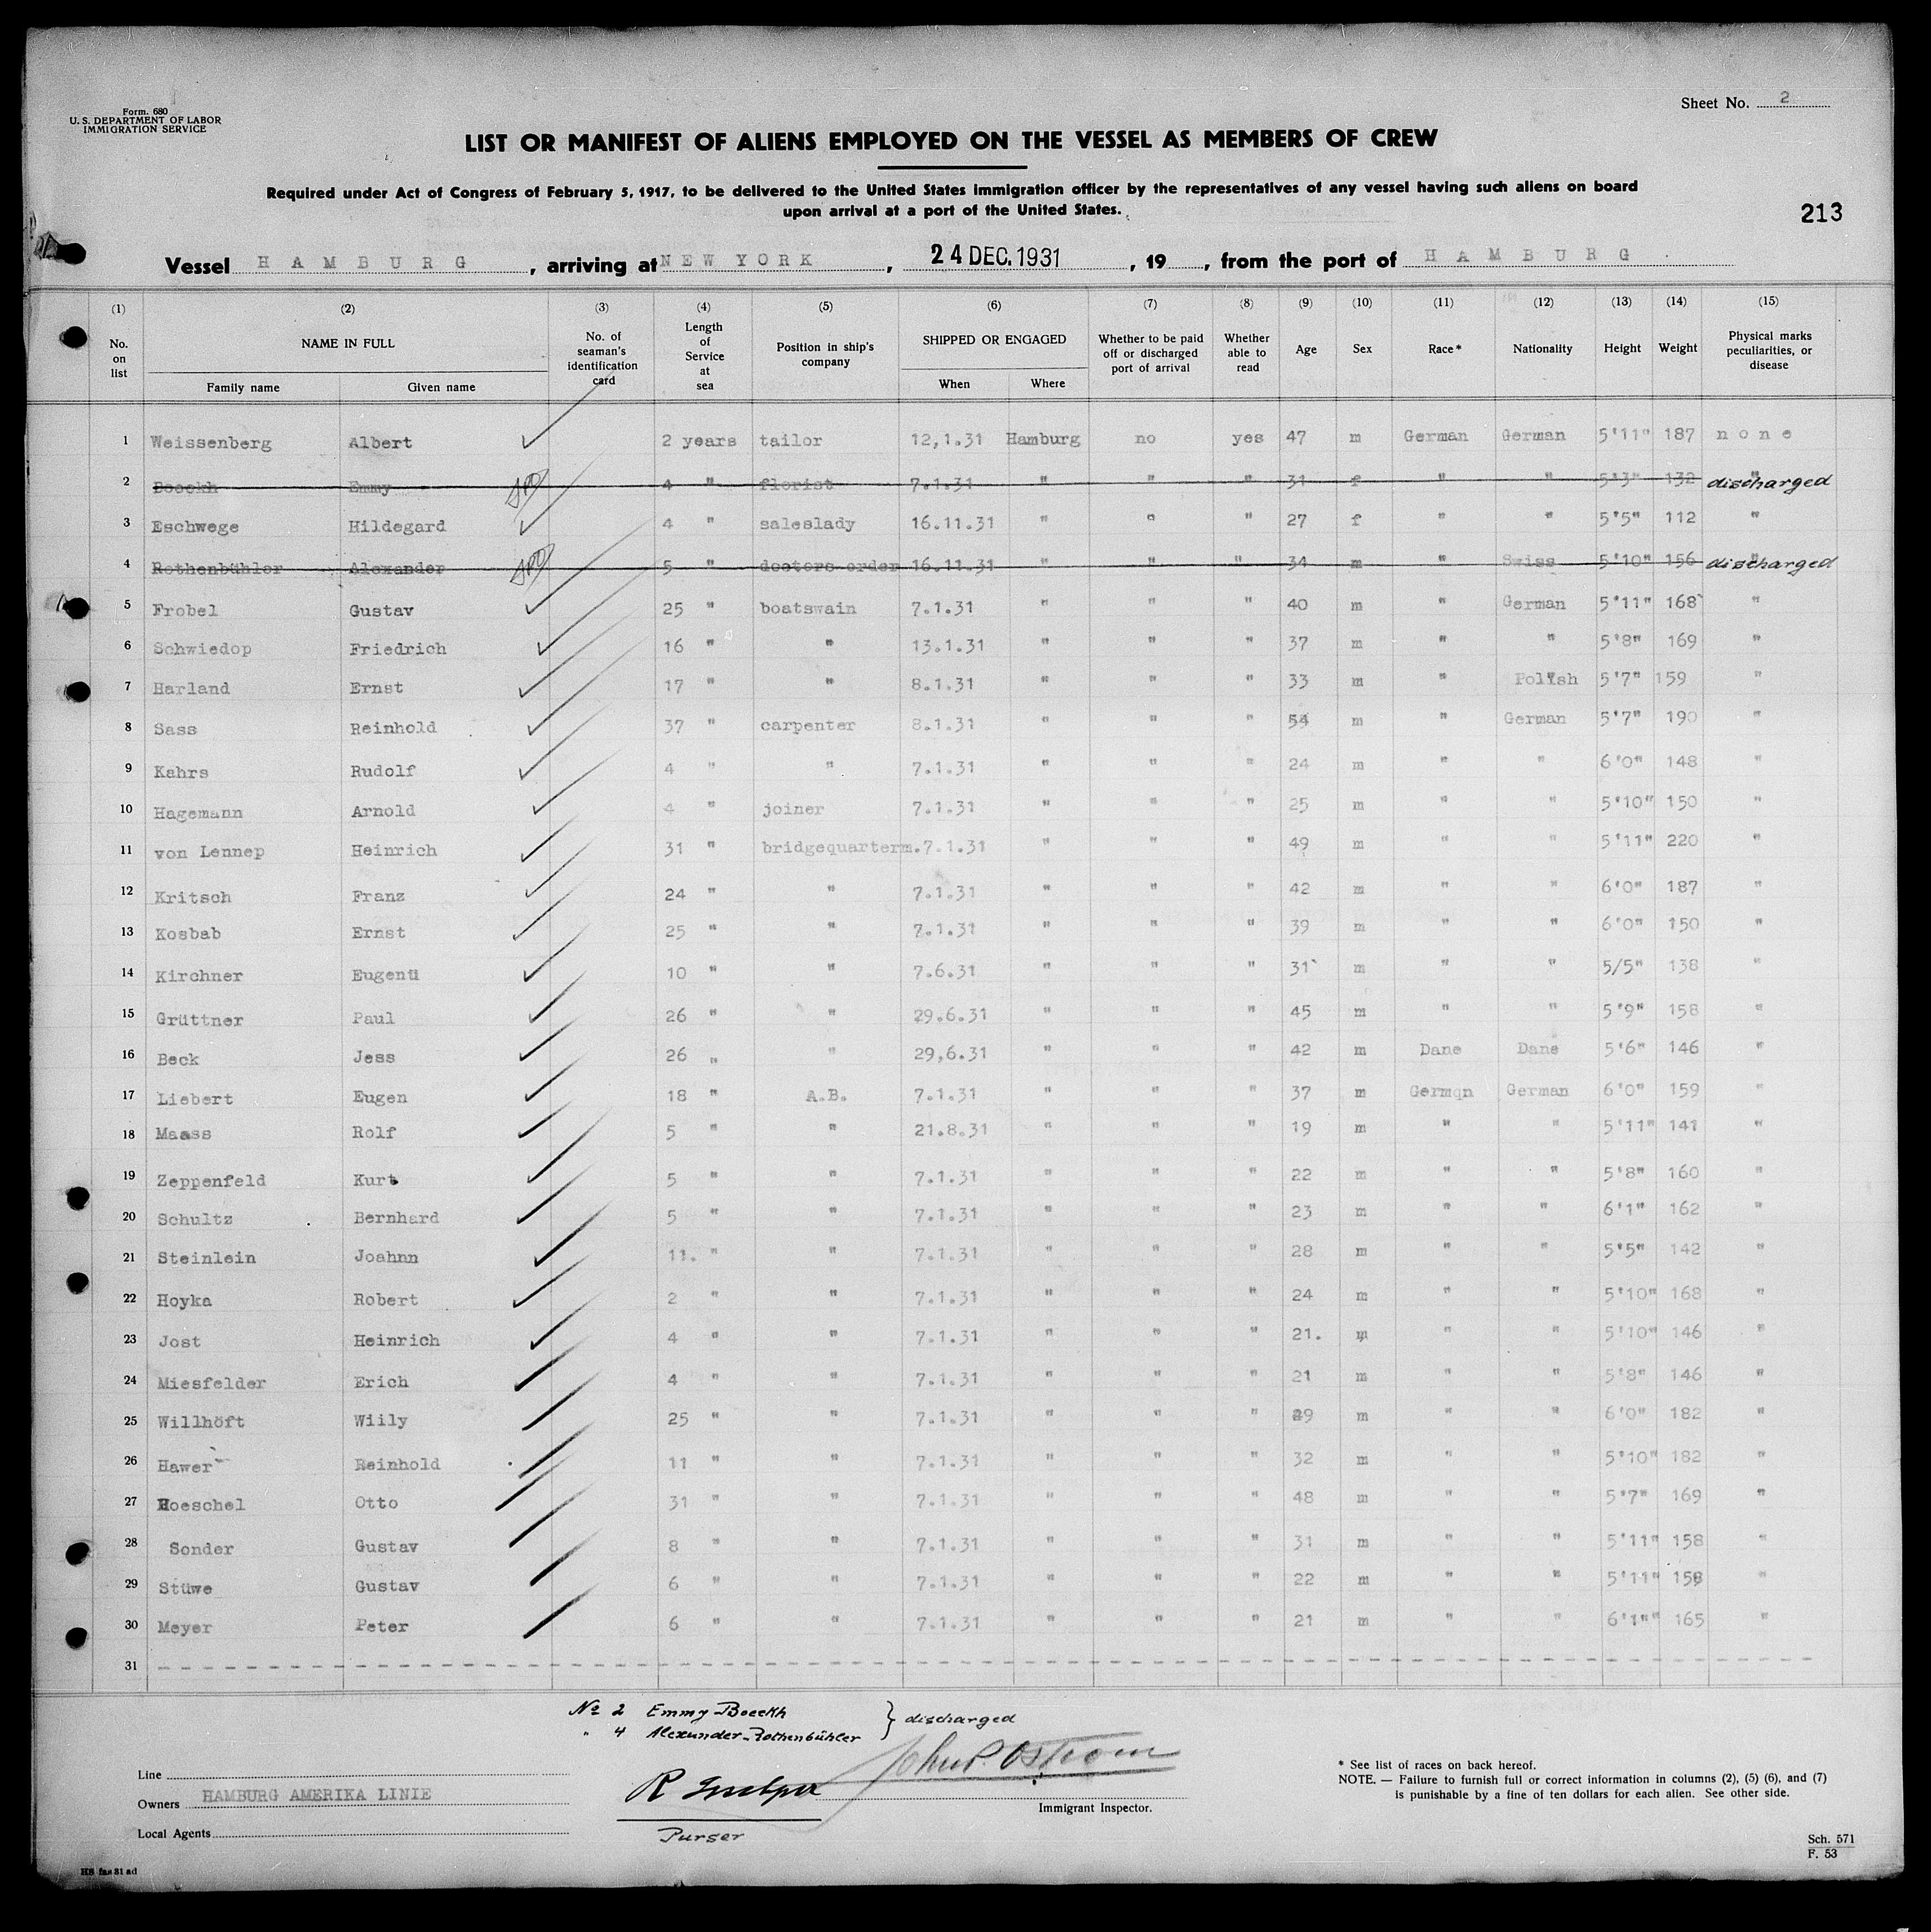 Form. 680
U. S. DEPARTMENT OF LABOR
IMMIGRATION SERVICE
Sheet No. 2
LIST OR MANIFEST OF ALIENS EMPLOYED ON THE VESSEL AS MEMBERS OF CREW
Required under Act of Congress of February 5, 1917, to be delivered to the United States immigration officer by the representatives of any vessel having such aliens on board
upon arrival at a port of the United States.
213
Vessel H A M B U R G , arriving at N E W Y O R K , 24 DEC. 1931 , 19 , from the port of H A M B U R G
(1) (2) (3) (4) (5) (6) (7) (8) (9) (10) (11) (12) (13) (14) (15)
No. on list NAME IN FULL Family name Given name No. of seaman's identification card Length of Service at sea Position in ship's company SHIPPED OR ENGAGED When Where Whether to be paid off or discharged port of arrival Whether able to read Age Sex Race* Nationality Height Weight Physical marks peculiarities, or disease
1 Weissenberg Albert 2 years tailor 12,1.31 Hamburg no yes 47 m German German 5'11" 187 n o n e
2 Boeckh Emmy 4 " florist 7.1.31 " " " 31 f " " 5'3" 132 " discharged
3 Eschwege Hildegard 4 " saleslady 16.11.31 " " " 27 f " " 5'5" 112 "
4 Rothenbühler Alexander 5 " doctors order 16.11.31 " " " 34 m " Swiss 5'10" 156 " discharged
5 Frobel Gustav 25 " boatswain 7.1.31 " " " 40 m " German 5'11" 168 "
6 Schwiedop Friedrich 16 " " 13.1.31 " " " 37 m " " 5'8" 169 "
7 Harland Ernst 17 " " 8.1.31 " " " 33 m " Polish 5'7" 159 "
8 Sass Reinhold 37 " carpenter 8.1.31 " " " 54 m " German 5'7" 190 "
9 Kahrs Rudolf 4 " " 7.1.31 " " " 24 m " " 6'0" 148 "
10 Hagemann Arnold 4 " joiner 7.1.31 " " " 25 m " " 5'10" 150 "
11 von Lennep Heinrich 31 " bridgequarterm. 7.1.31 " " " 49 m " " 5'11" 220 "
12 Kritsch Franz 24 " " 7.1.31 " " " 42 m " " 6'0" 187 "
13 Kosbab Ernst 25 " " 7.1.31 " " " 39 m " " 6'0" 150 "
14 Kirchner Eugenü 10 " " 7.6.31 " " " 31 m " " 5/5" 138 "
15 Grüttner Paul 26 " " 29.6.31 " " " 45 m " " 5'9" 158 "
16 Beck Jess 26 " " 29,6.31 " " " 42 m Dane Dane 5'6" 146 "
17 Liebert Eugen 18 " A.B. 7.1.31 " " " 37 m Germqn German 6'0" 159 "
18 Maass Rolf 5 " " 21.8.31 " " " 19 m " " 5'11" 141 "
19 Zeppenfeld Kurt 5 " " 7.1.31 " " " 22 m " " 5'8" 160 "
20 Schultz Bernhard 5 " " 7.1.31 " " " 23 m " " 6'1" 162 "
21 Steinlein Joahnn 11. " " 7.1.31 " " " 28 m " " 5'5" 142 "
22 Hoyka Robert 2 " " 7.1.31 " " " 24 m " " 5'10" 168 "
23 Jost Heinrich 4 " " 7.1.31 " " " 21. m " " 5'10" 146 "
24 Miesfelder Erich 4 " " 7.1.31 " " " 21 m " " 5'8" 146 "
25 Willhöft Wiily 25 " " 7.1.31 " " " 49 m " " 6'0" 182 "
26 Hawer Reinhold 11 " " 7.1.31 " " " 32 m " " 5'10" 182 "
27 Hoeschel Otto 31 " " 7.1.31 " " " 48 m " " 5'7" 169 "
28 Sonder Gustav 8 " " 7.1.31 " " " 31 m " " 5'11" 158 "
29 Stüwe Gustav 6 " " 7.1.31 " " " 22 m " " 5'11" 158 "
30 Meyer Peter 6 " " 7.1.31 " " " 21 m " " 6'1"" 165 "
31
No 2 Emmy Boeckh } discharged
" 4 Alexander Rothenbühler
Line
Owners HAMBURG AMERIKA LINIE
Local Agents
R
Purser
John P. Ostrom
Immigrant Inspector.
* See list of races on back hereof.
NOTE. — Failure to furnish full or correct information in columns (2), (5) (6), and (7)
is punishable by a fine of ten dollars for each alien. See other side.
Sch. 571
F. 53